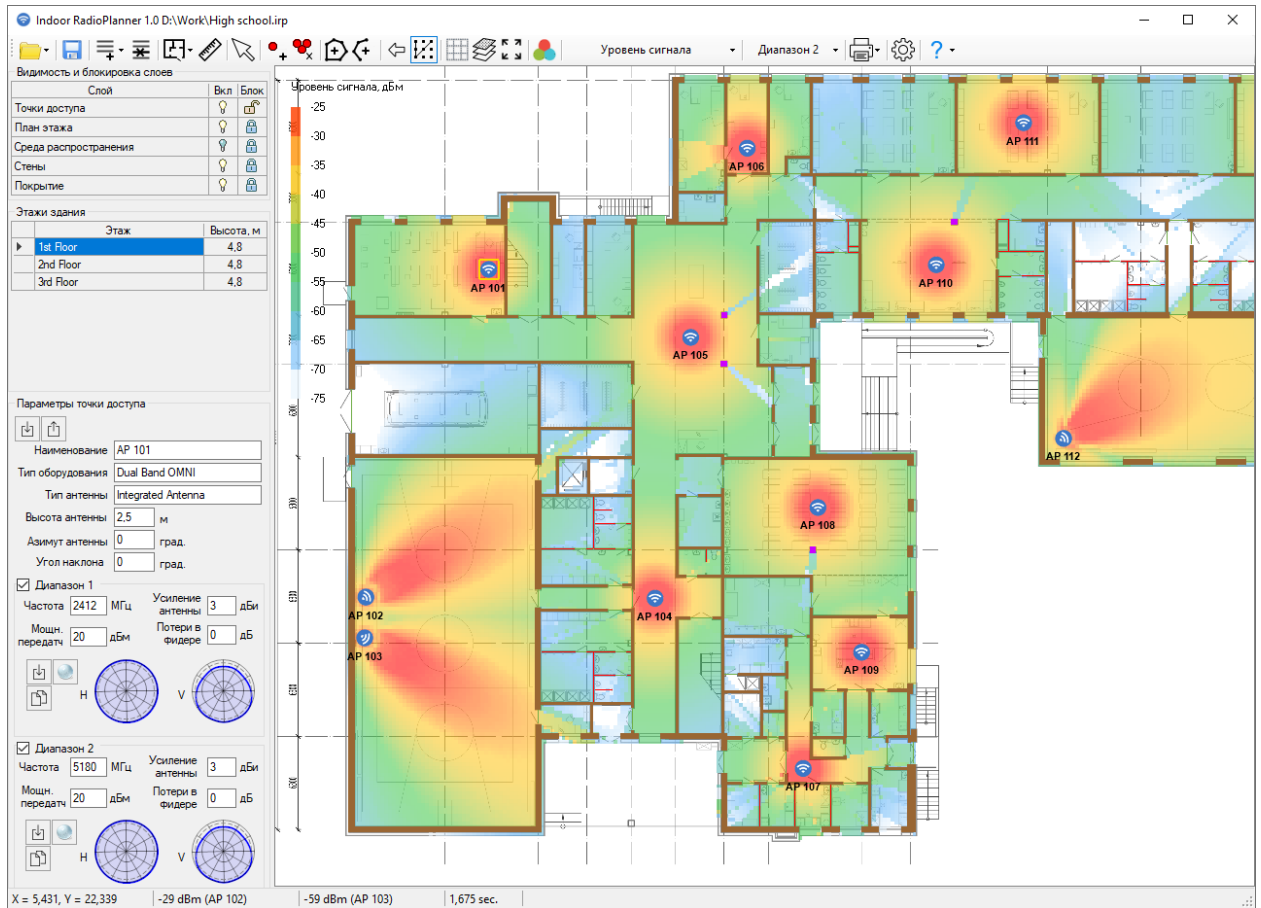 Indoor RadioPlanner 1.0 D:\Work\High school.irp
Уровень сигнала
Диапазон 2
Видимость и блокировка слоев
Слой Вкл Блок
Точки доступа
План этажа
Среда распространения
Стены
Покрытие
Этажи здания
Этаж Высота, м
1st Floor 4,8
2nd Floor 4,8
3rd Floor 4,8
Параметры точки доступа
Наименование AP 101
Тип оборудования Dual Band OMNI
Тип антенны Integrated Antenna
Высота антенны 2,5 м
Азимут антенны 0 град.
Угол наклона 0 град.
Диапазон 1
Частота 2412 МГц Усиление антенны 3 дБи
Мощн. передатч 20 дБм Потери в фидере 0 дБ
H V
Диапазон 2
Частота 5180 МГц Усиление антенны 3 дБи
Мощн. передатч 20 дБм Потери в фидере 0 дБ
H V
Уровень сигнала, дБм
-25
-30
-35
-40
-45
-50
-55
-60
-65
-70
-75
AP 106
AP 111
AP 101
AP 110
AP 105
AP 112
AP 108
AP 102
AP 104
AP 103
AP 109
AP 107
X = 5,431, Y = 22,339 -29 dBm (AP 102) -59 dBm (AP 103) 1,675 sec.